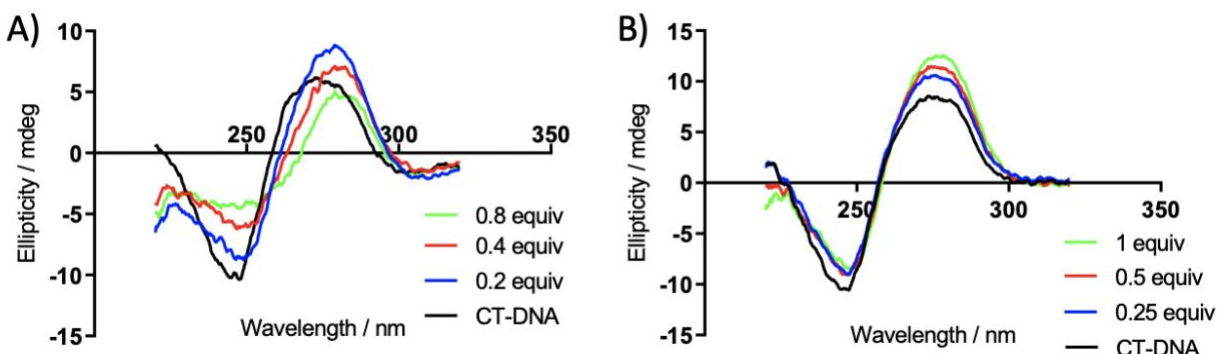 A)
10
5
0
-5
-10
-15
250
300
350
Ellipticity / mdeg
Wavelength / nm
0.8 equiv
0.4 equiv
0.2 equiv
CT-DNA
B)
15
10
5
0
-5
-10
-15
250
300
350
Ellipticity / mdeg
Wavelength / nm
1 equiv
0.5 equiv
0.25 equiv
CT-DNA